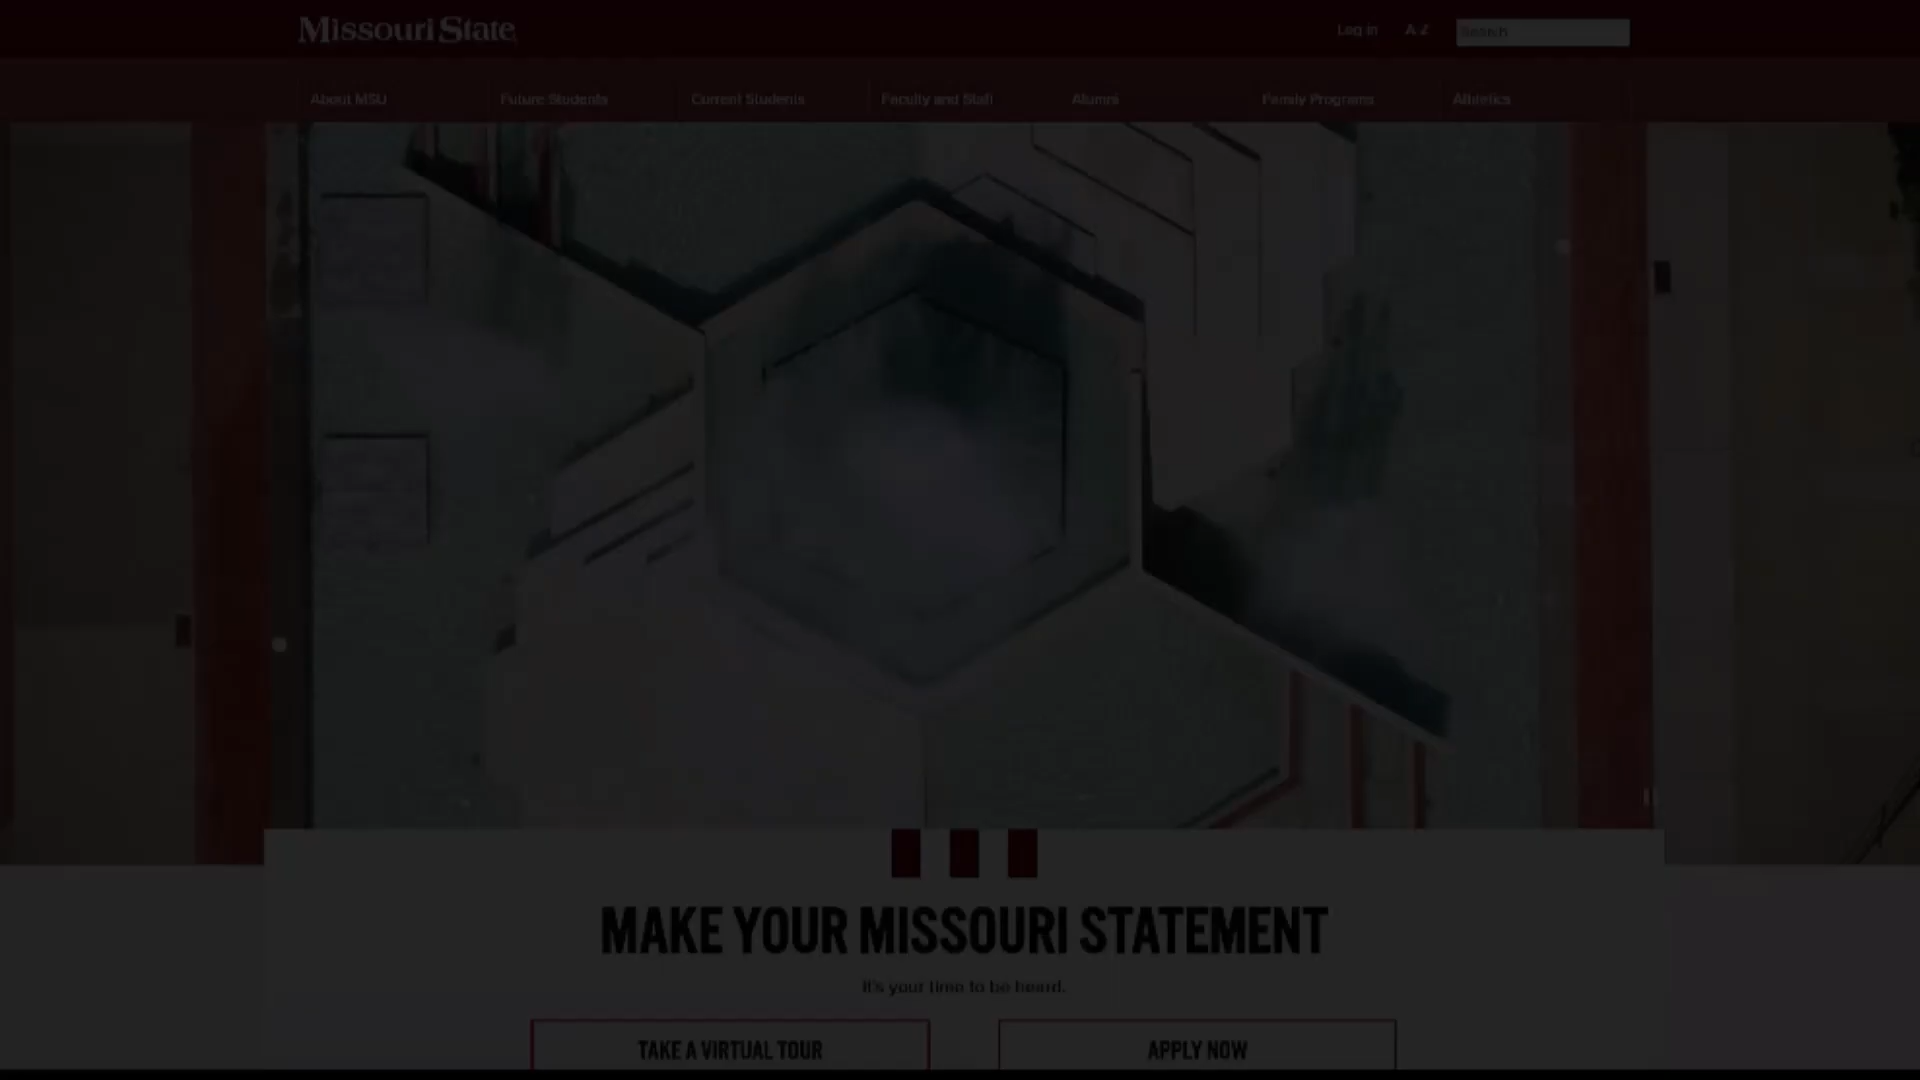 Missouri State
Log in
A-Z
Search
About MSU
Future Students
Current Students
Faculty and Staff
Alumni
Family Programs
Athletics
MAKE YOUR MISSOURI STATEMENT
It's your time to be heard.
TAKE A VIRTUAL TOUR
APPLY NOW